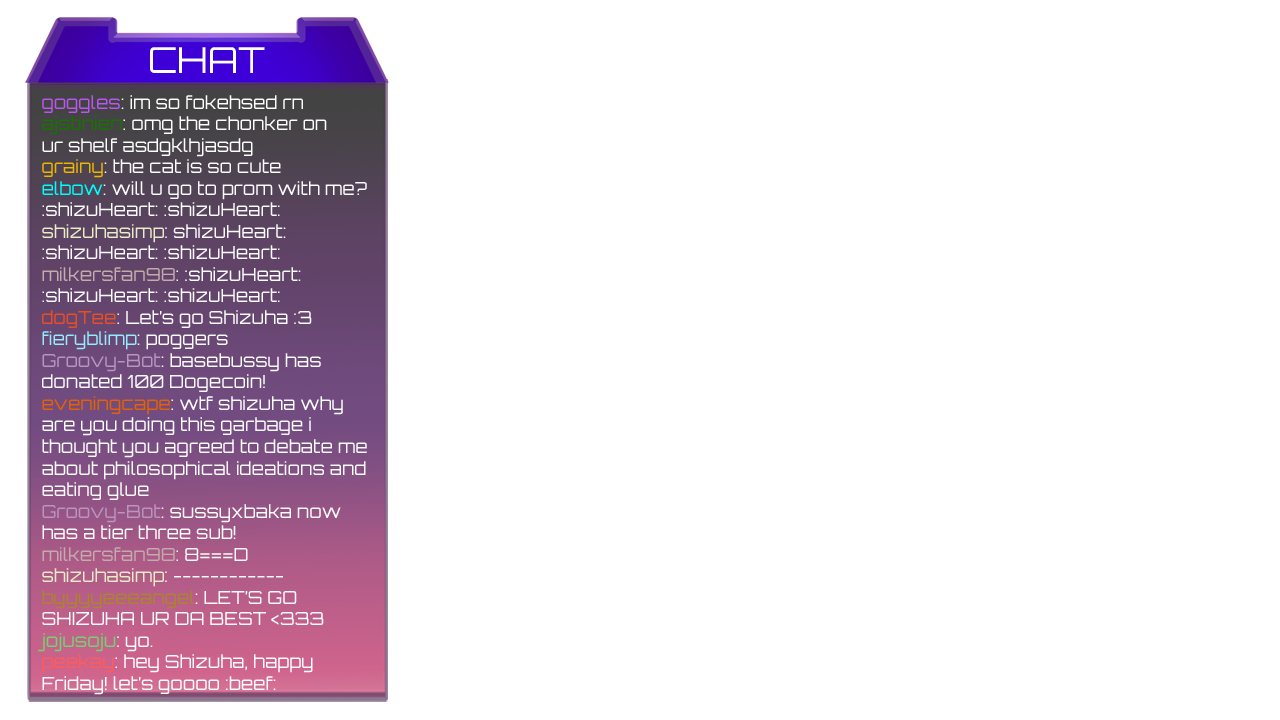 CHAT
goggles: im so fokehsed rn
: omg the chonker on
ur shelf asdgklhjasdg
grainy: the cat is so cute
elbow: will u go to prom with me?
:shizuHeart: :shizuHeart:
shizuhasimp: shizuHeart:
:shizuHeart: :shizuHeart:
milkersfan98: :shizuHeart:
:shizuHeart: :shizuHeart:
dogTee: Let's go Shizuha :3
fieryblimp: poggers
Groovy-Bot: basebussy has
donated 100 Dogecoin!
eveningcape: wtf shizuha why
are you doing this garbage i
thought you agreed to debate me
about philosophical ideations and
eating glue
Groovy-Bot: sussyxbaka now
has a tier three sub!
milkersfan98: 8===D
shizuhasimp: ------------
: LET'S GO
SHIZUHA UR DA BEST <333
jojusoju: yo.
: hey Shizuha, happy
Friday! let's goooo :beef: